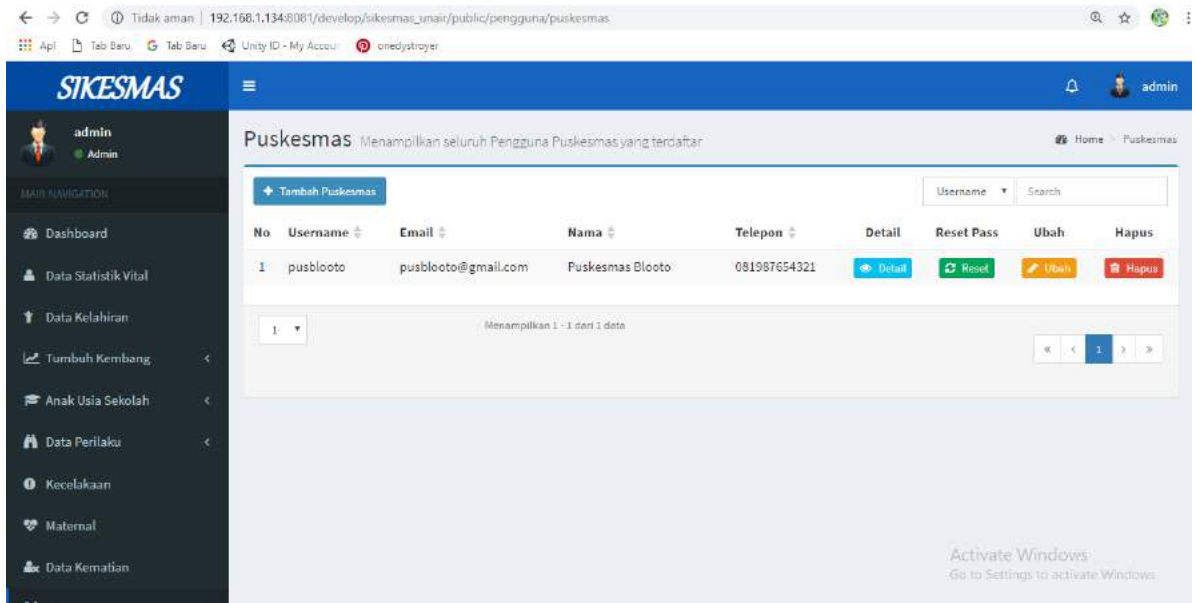 Tidak aman | 192.168.1.134:8081/develop/sikesmas_unair/public/pengguna/puskesmas
Apl Tab Baru Tab Baru Unity ID - My Accou onedystroyer
SIKESMAS admin
admin
Admin
Puskesmas Menampilkan seluruh Pengguna Puskesmas yang terdaftar Home > Puskesmas
MAIN NAVIGATION
Tambah Puskesmas Username Search
Dashboard
No Username Email Nama Telepon Detail Reset Pass Ubah Hapus
1 pusblooto pusblooto@gmail.com Puskesmas Blooto 081987654321 Detail Reset Ubah Hapus
Data Statistik Vital
Data Kelahiran
1 Menampilkan 1 - 1 dari 1 data
« < 1 > »
Tumbuh Kembang
Anak Usia Sekolah
Data Perilaku
Kecelakaan
Maternal
Data Kematian
Activate Windows
Go to Settings to activate Windows.